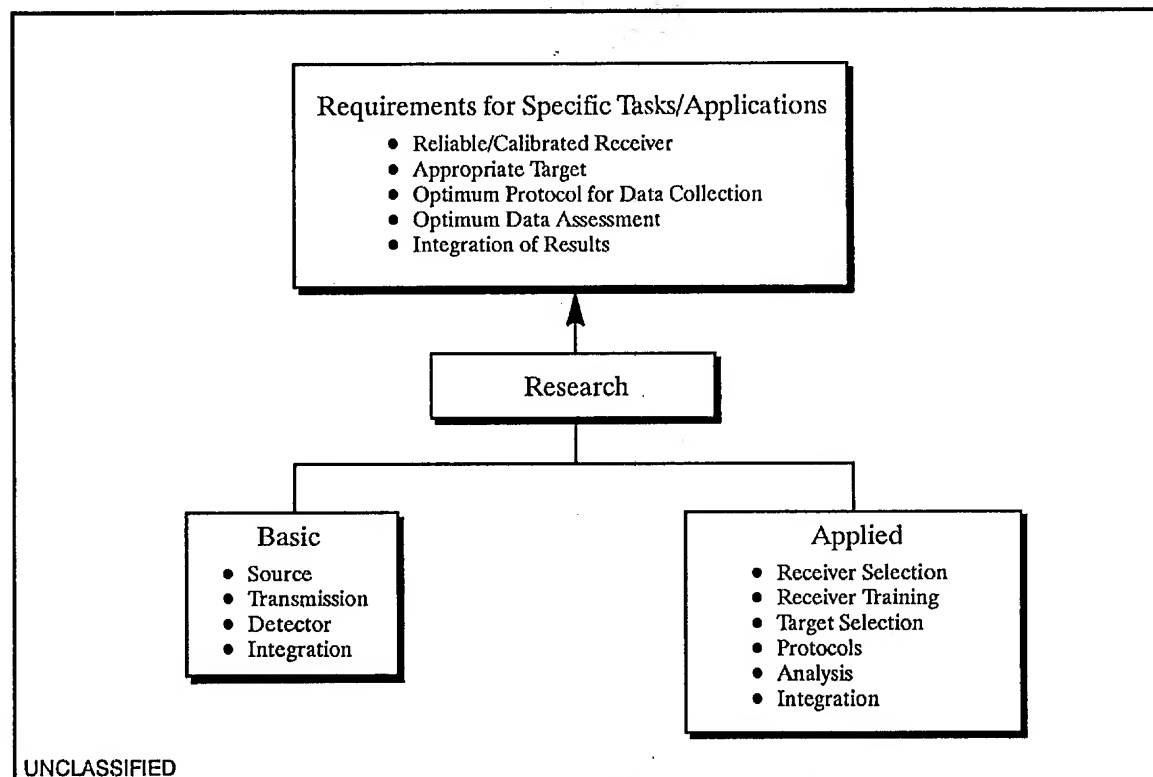 Requirements for Specific Tasks/Applications
● Reliable/Calibrated Receiver
● Appropriate Target
● Optimum Protocol for Data Collection
● Optimum Data Assessment
● Integration of Results
Research
Basic
● Source
● Transmission
● Detector
● Integration
Applied
● Receiver Selection
● Receiver Training
● Target Selection
● Protocols
● Analysis
● Integration
UNCLASSIFIED